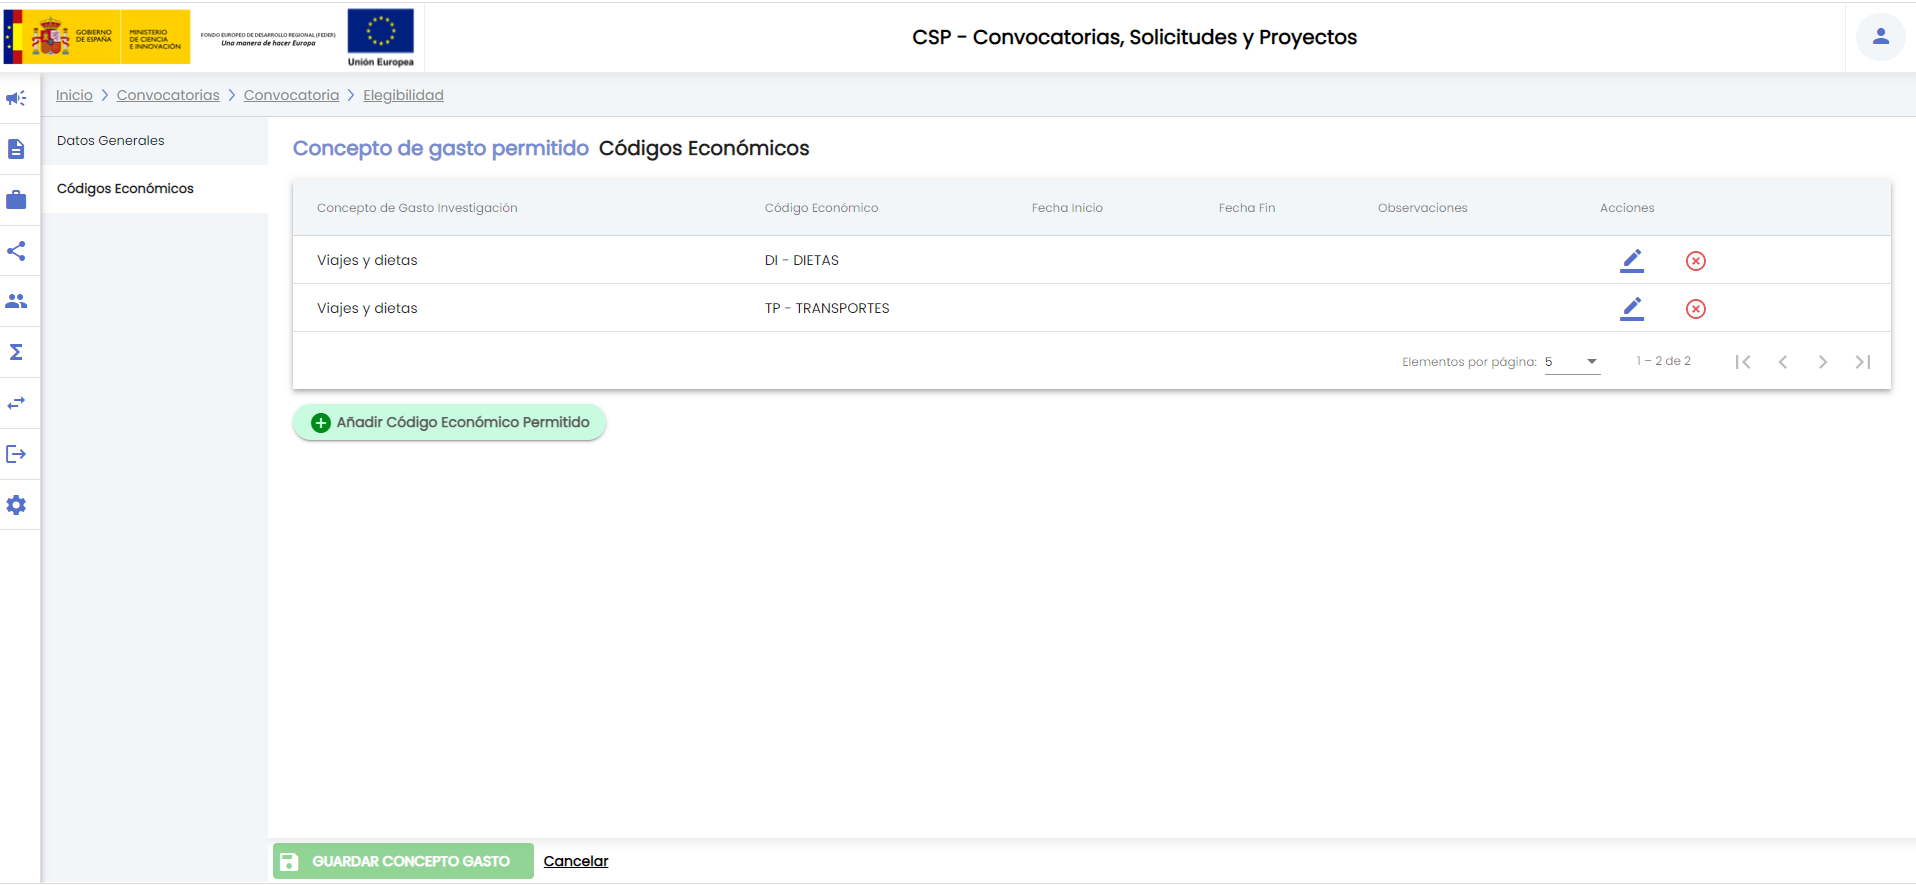 GOBIERNO
DE ESPAÑA
MINISTERIO
DE CIENCIA
E INNOVACIÓN
FONDO EUROPEO DE DESARROLLO REGIONAL (FEDER)
Una manera de hacer Europa
Unión Europea
CSP - Convocatorias, Solicitudes y Proyectos
Inicio > Convocatorias > Convocatoria > Elegibilidad
Datos Generales
Códigos Económicos
Concepto de gasto permitido Códigos Económicos
Concepto de Gasto Investigación Código Económico Fecha Inicio Fecha Fin Observaciones Acciones
Viajes y dietas DI - DIETAS
Viajes y dietas TP - TRANSPORTES
Elementos por página: 5 1 – 2 de 2
Añadir Código Económico Permitido
GUARDAR CONCEPTO GASTO Cancelar